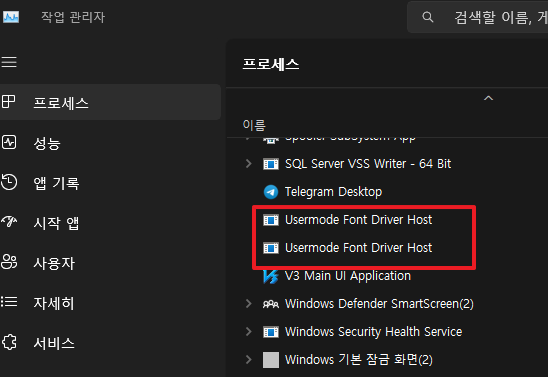 작업 관리자
검색할 이름, 게
프로세스
프로세스
성능
앱 기록
시작 앱
사용자
자세히
서비스
이름
Spooler SubSystem App
SQL Server VSS Writer - 64 Bit
Telegram Desktop
Usermode Font Driver Host
Usermode Font Driver Host
V3 Main UI Application
Windows Defender SmartScreen(2)
Windows Security Health Service
Windows 기본 잠금 화면(2)